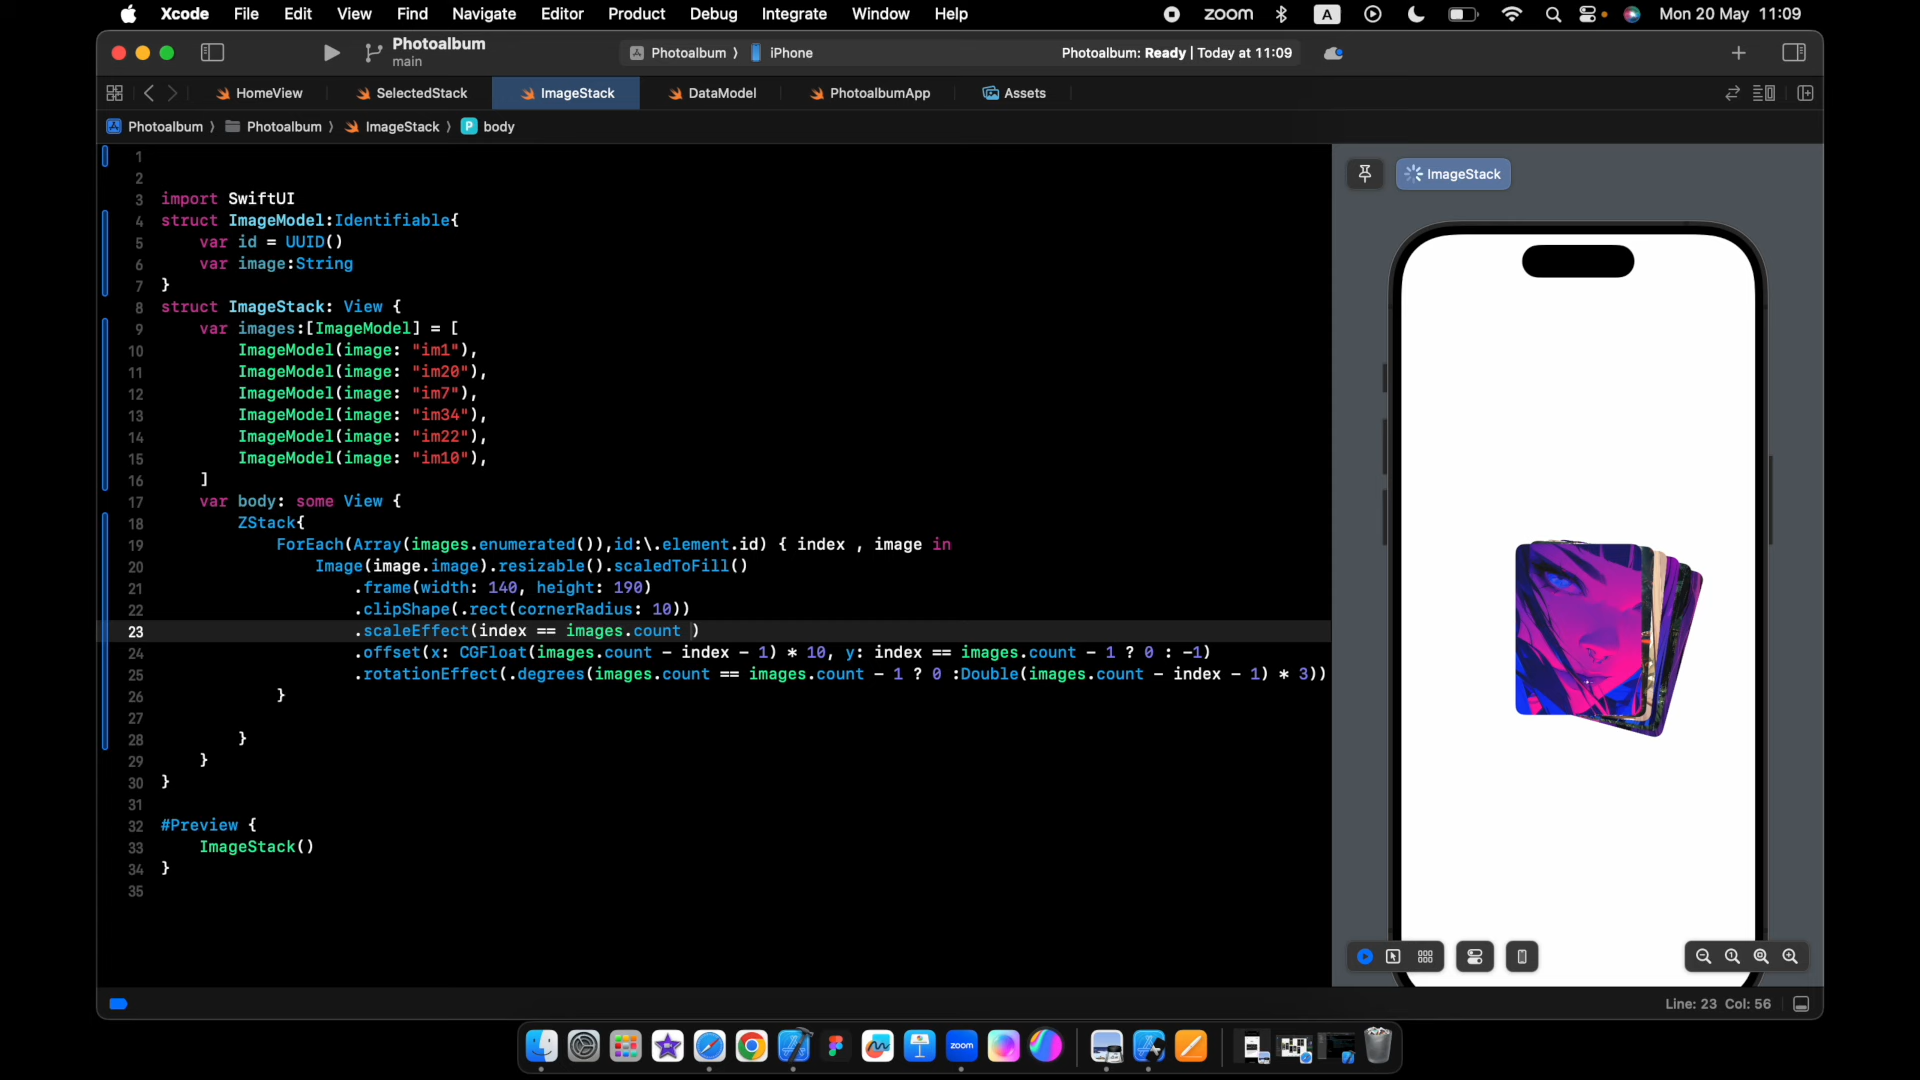 Xcode File Edit View Find Navigate Editor Product Debug Integrate Window Help zoom A Mon 20 May 11:09
Photoalbum
main
Photoalbum ⟩ iPhone Photoalbum: Ready | Today at 11:09
HomeView SelectedStack ImageStack DataModel PhotoalbumApp Assets
Photoalbum ⟩ Photoalbum ⟩ ImageStack ⟩ P body
1
2
3 import SwiftUI
4 struct ImageModel:Identifiable{
5 var id = UUID()
6 var image:String
7 }
8 struct ImageStack: View {
9 var images:[ImageModel] = [
10 ImageModel(image: "im1"),
11 ImageModel(image: "im20"),
12 ImageModel(image: "im7"),
13 ImageModel(image: "im34"),
14 ImageModel(image: "im22"),
15 ImageModel(image: "im10"),
16 ]
17 var body: some View {
18 ZStack{
19 ForEach(Array(images.enumerated()),id:\.element.id) { index , image in
20 Image(image.image).resizable().scaledToFill()
21 .frame(width: 140, height: 190)
22 .clipShape(.rect(cornerRadius: 10))
23 .scaleEffect(index == images.count )
24 .offset(x: CGFloat(images.count - index - 1) * 10, y: index == images.count - 1 ? 0 : -1)
25 .rotationEffect(.degrees(images.count == images.count - 1 ? 0 :Double(images.count - index - 1) * 3))
26 }
27
28 }
29 }
30 }
31
32 #Preview {
33 ImageStack()
34 }
35
ImageStack
Line: 23 Col: 56
zoom